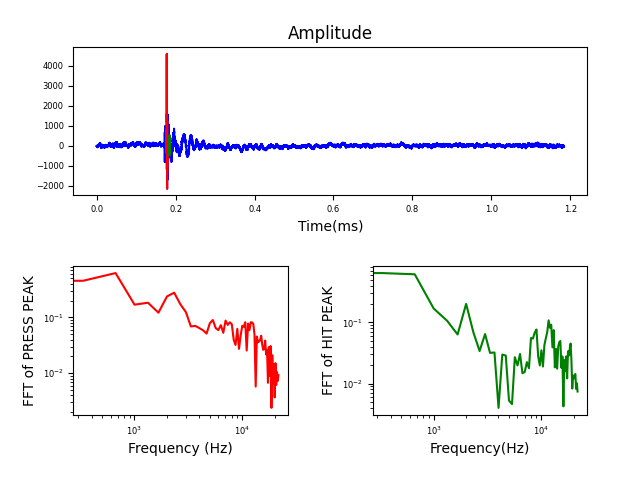 Amplitude
4000
3000
2000
1000
0
−1000
−2000
0.0 0.2 0.4 0.6 0.8 1.0 1.2
Time(ms)
FFT of PRESS PEAK
10⁻¹
10⁻²
10³ 10⁴
Frequency (Hz)
FFT of HIT PEAK
10⁻¹
10⁻²
10³ 10⁴
Frequency(Hz)